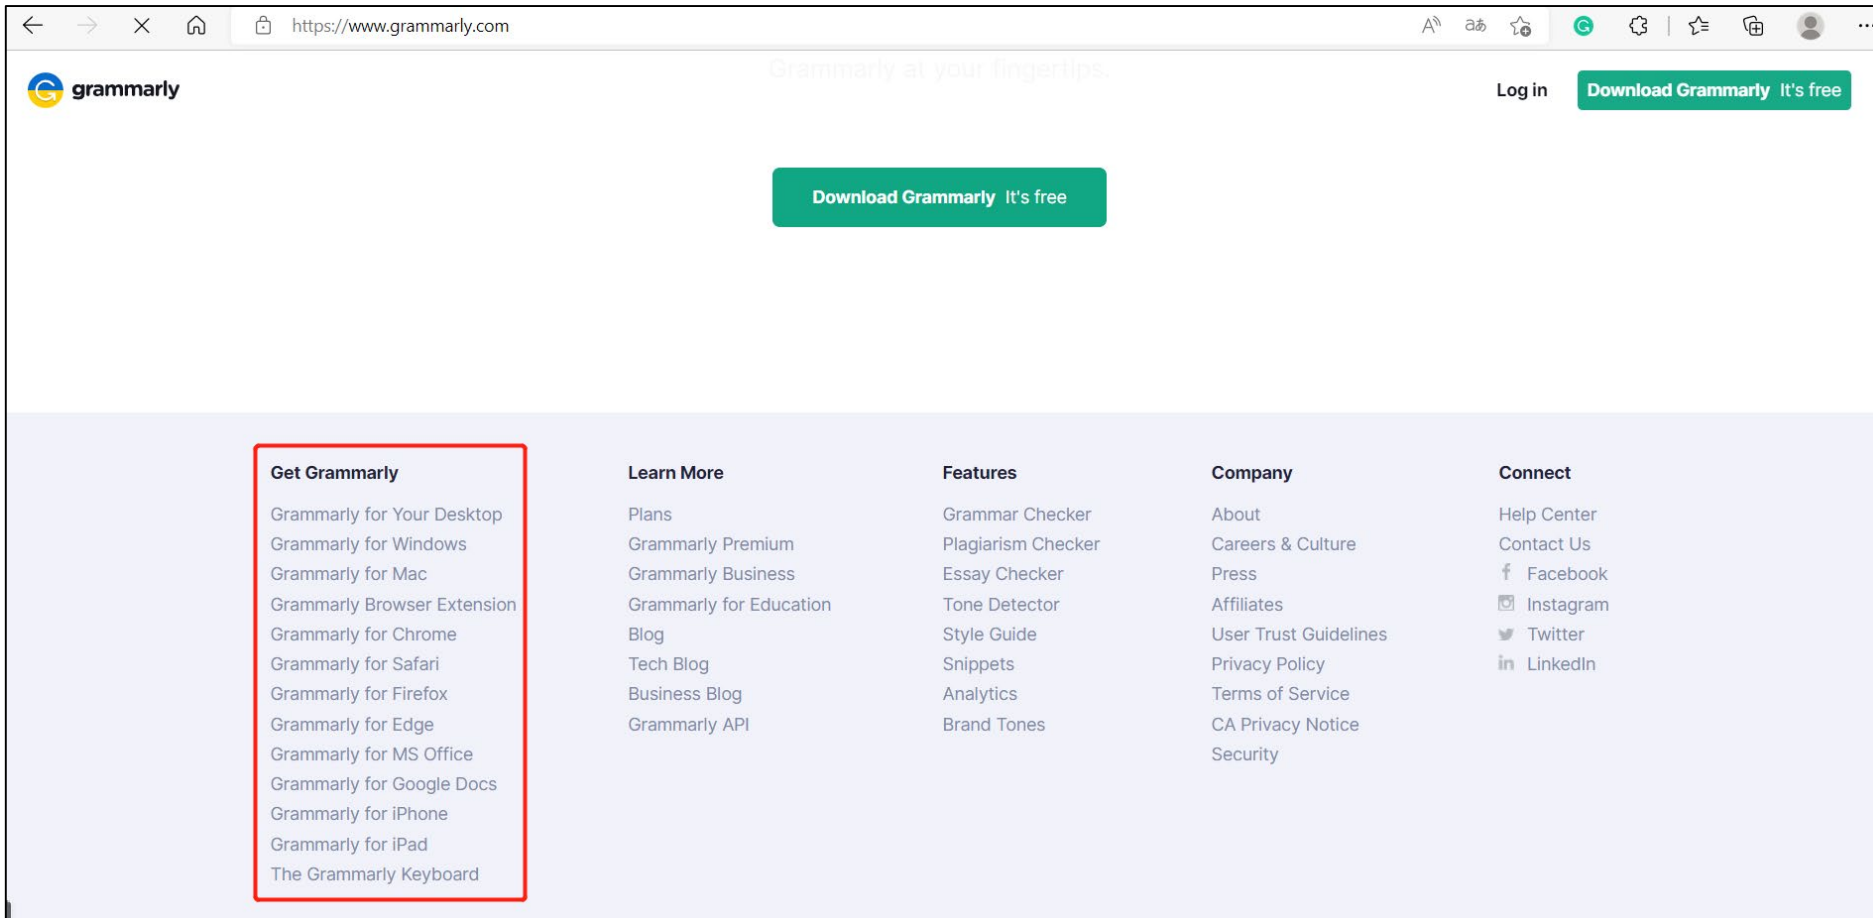 https://www.grammarly.com
Grammarly at your fingertips.
grammarly
Log in
Download Grammarly It's free
Download Grammarly It's free
Get Grammarly
Grammarly for Your Desktop
Grammarly for Windows
Grammarly for Mac
Grammarly Browser Extension
Grammarly for Chrome
Grammarly for Safari
Grammarly for Firefox
Grammarly for Edge
Grammarly for MS Office
Grammarly for Google Docs
Grammarly for iPhone
Grammarly for iPad
The Grammarly Keyboard
Learn More
Plans
Grammarly Premium
Grammarly Business
Grammarly for Education
Blog
Tech Blog
Business Blog
Grammarly API
Features
Grammar Checker
Plagiarism Checker
Essay Checker
Tone Detector
Style Guide
Snippets
Analytics
Brand Tones
Company
About
Careers & Culture
Press
Affiliates
User Trust Guidelines
Privacy Policy
Terms of Service
CA Privacy Notice
Security
Connect
Help Center
Contact Us
Facebook
Instagram
Twitter
LinkedIn